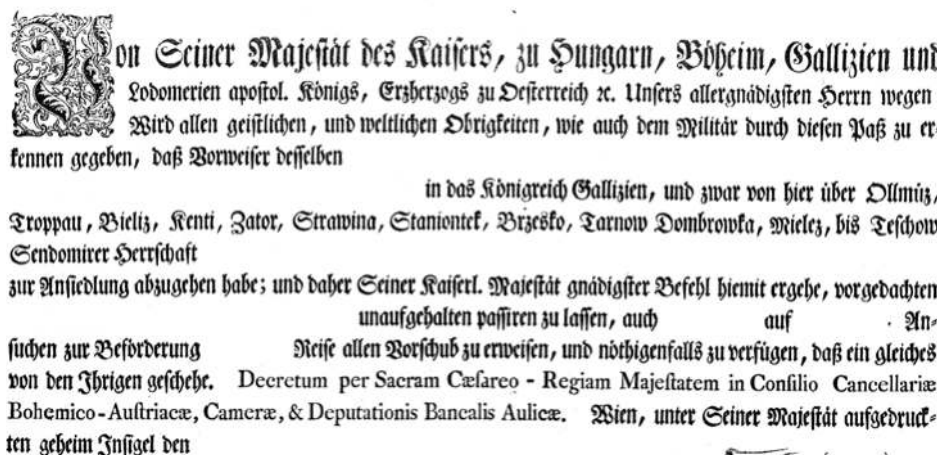 Von Seiner Majestät des Kaisers, zu Hungarn, Böheim, Gallizien und
Lodomerien apostol. Königs, Erzherzogs zu Oesterreich ꝛc. Unsers allergnädigsten Herrn wegen
Wird allen geistlichen, und weltlichen Obrigkeiten, wie auch dem Militär durch diesen Paß zu er-
kennen gegeben, daß Vorweiser desselben
in das Königreich Gallizien, und zwar von hier über Ollmüz,
Troppau, Bieliz, Kenti, Zator, Strawina, Staniontek, Brzesko, Tarnow Dombrowka, Mielez, bis Teschow
Sendomirer Herrschaft
zur Ansiedlung abzugehen habe; und daher Seiner Kaiserl. Majestät gnädigster Befehl hiemit ergehe, vorgedachten
unaufgehalten passiren zu lassen, auch auf An-
suchen zur Beförderung Reise allen Vorschub zu erweisen, und nöthigenfalls zu verfügen, daß ein gleiches
von den Ihrigen geschehe. Decretum per Sacram Cæsareo - Regiam Majestatem in Consilio Cancellariæ
Bohemico-Austriacæ, Cameræ, & Deputationis Bancalis Aulicæ. Wien, unter Seiner Majestät aufgedruck-
ten geheim Insigel den